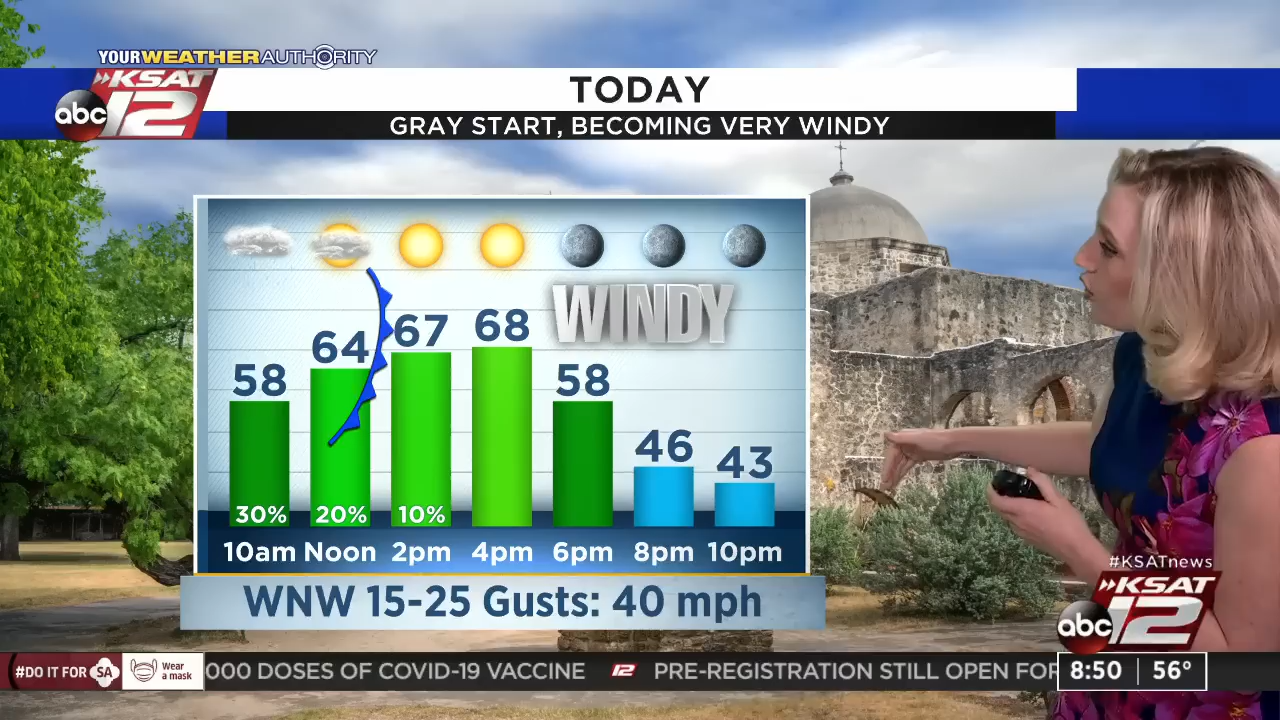 YOURWEATHERAUTHORITY
KSAT
abc 12
TODAY
GRAY START, BECOMING VERY WINDY
WINDY
58 64 67 68 58 46 43
30% 20% 10%
10am Noon 2pm 4pm 6pm 8pm 10pm
WNW 15-25 Gusts: 40 mph
#KSATnews
KSAT
abc 12
#DO IT FOR SA
Wear
a mask
000 DOSES OF COVID-19 VACCINE 12 PRE-REGISTRATION STILL OPEN FOR
8:50 56°